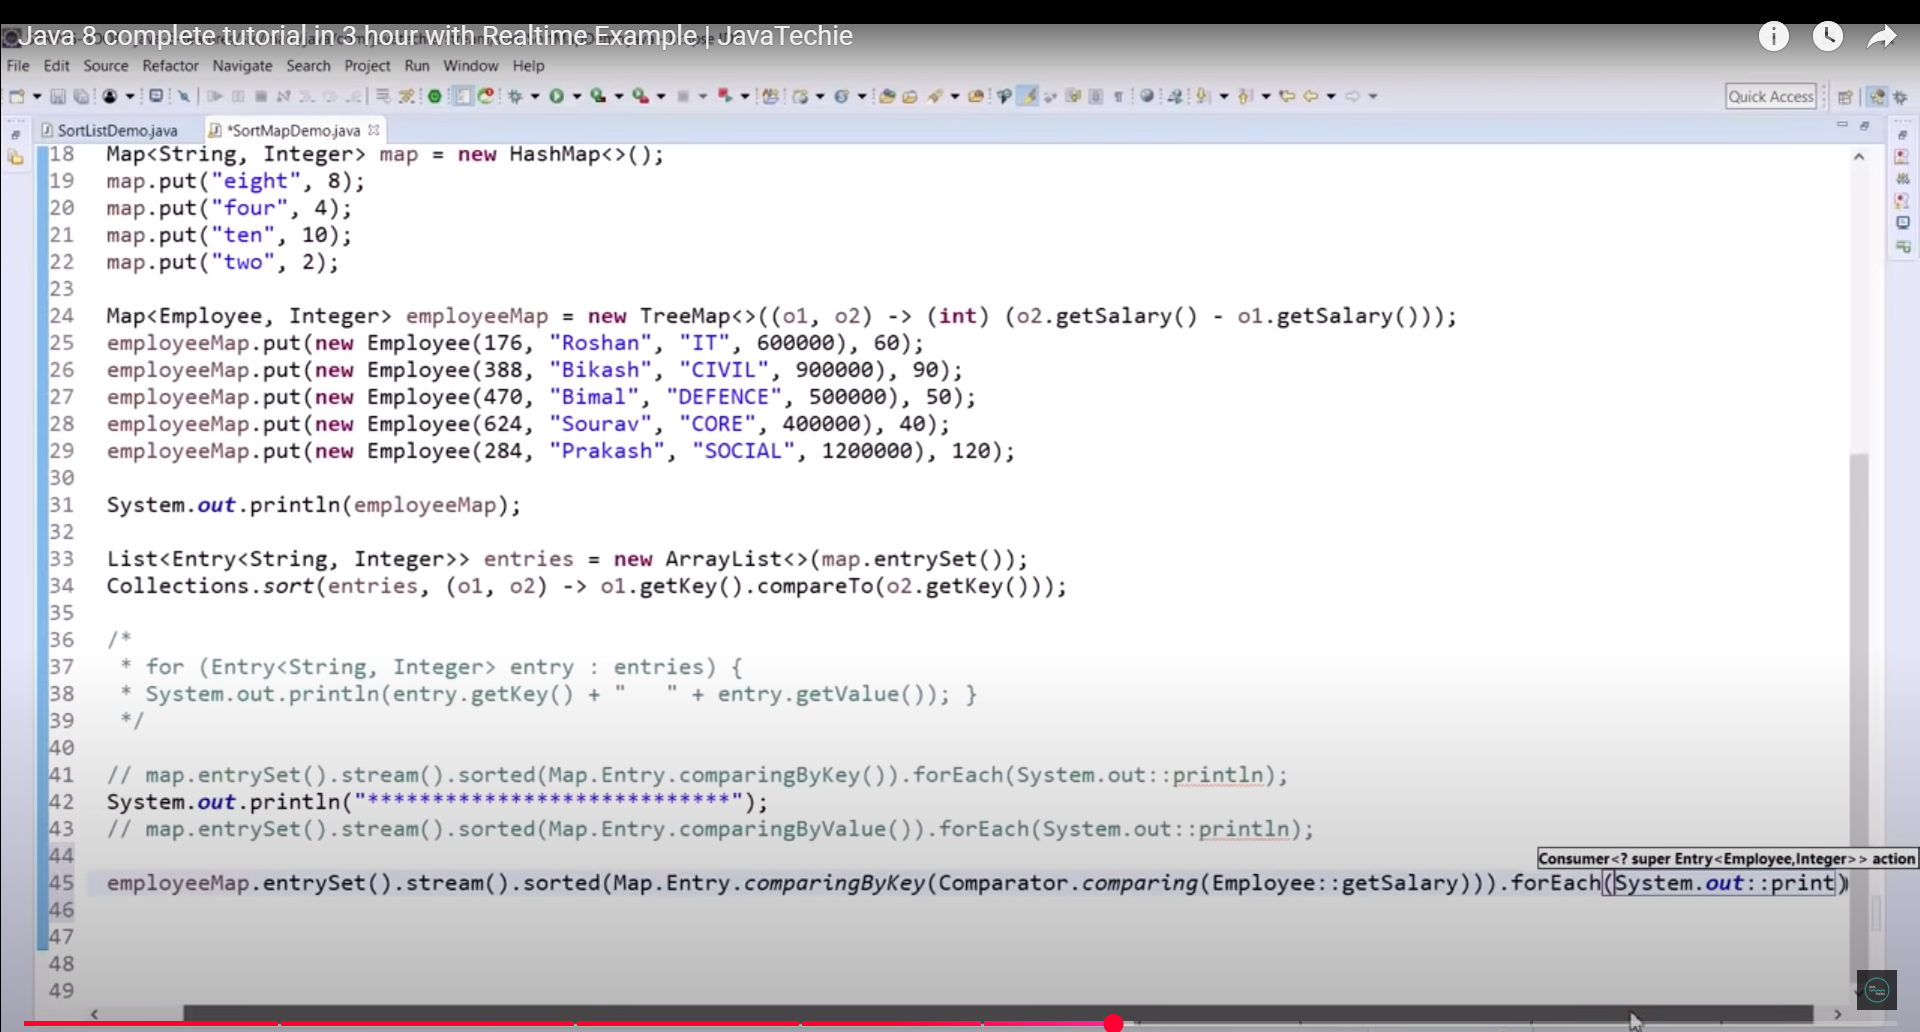 Java 8 complete tutorial in 3 hour with Realtime Example | JavaTechie
File Edit Source Refactor Navigate Search Project Run Window Help
Quick Access
SortListDemo.java *SortMapDemo.java
18 Map<String, Integer> map = new HashMap<>();
19 map.put("eight", 8);
20 map.put("four", 4);
21 map.put("ten", 10);
22 map.put("two", 2);
23
24 Map<Employee, Integer> employeeMap = new TreeMap<>((o1, o2) -> (int) (o2.getSalary() - o1.getSalary()));
25 employeeMap.put(new Employee(176, "Roshan", "IT", 600000), 60);
26 employeeMap.put(new Employee(388, "Bikash", "CIVIL", 900000), 90);
27 employeeMap.put(new Employee(470, "Bimal", "DEFENCE", 500000), 50);
28 employeeMap.put(new Employee(624, "Sourav", "CORE", 400000), 40);
29 employeeMap.put(new Employee(284, "Prakash", "SOCIAL", 1200000), 120);
30
31 System.out.println(employeeMap);
32
33 List<Entry<String, Integer>> entries = new ArrayList<>(map.entrySet());
34 Collections.sort(entries, (o1, o2) -> o1.getKey().compareTo(o2.getKey()));
35
36 /*
37  * for (Entry<String, Integer> entry : entries) {
38  * System.out.println(entry.getKey() + "   " + entry.getValue()); }
39  */
40
41 // map.entrySet().stream().sorted(Map.Entry.comparingByKey()).forEach(System.out::println);
42 System.out.println("****************************");
43 // map.entrySet().stream().sorted(Map.Entry.comparingByValue()).forEach(System.out::println);
44
Consumer<? super Entry<Employee,Integer>> action
45 employeeMap.entrySet().stream().sorted(Map.Entry.comparingByKey(Comparator.comparing(Employee::getSalary))).forEach(System.out::print)
46
47
48
49